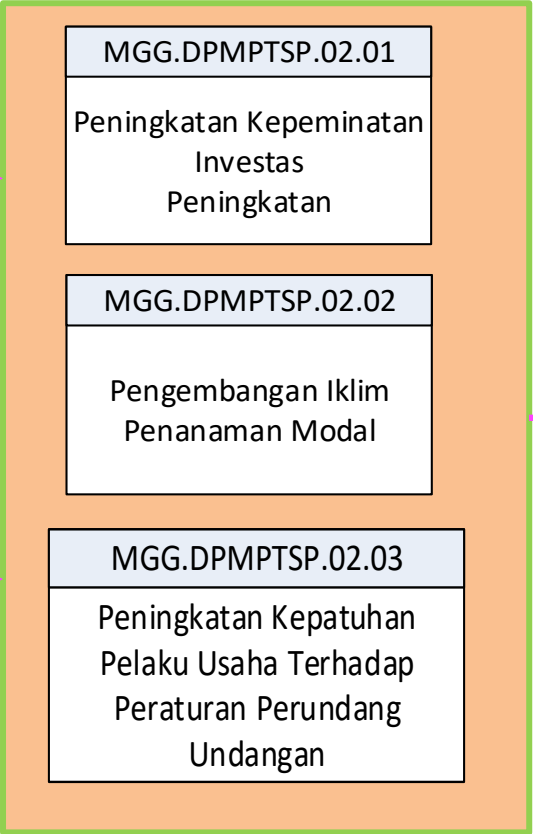 MGG.DPMPTSP.02.01
Peningkatan Kepeminatan
Investas
Peningkatan
MGG.DPMPTSP.02.02
Pengembangan Iklim
Penanaman Modal
MGG.DPMPTSP.02.03
Peningkatan Kepatuhan
Pelaku Usaha Terhadap
Peraturan Perundang
Undangan